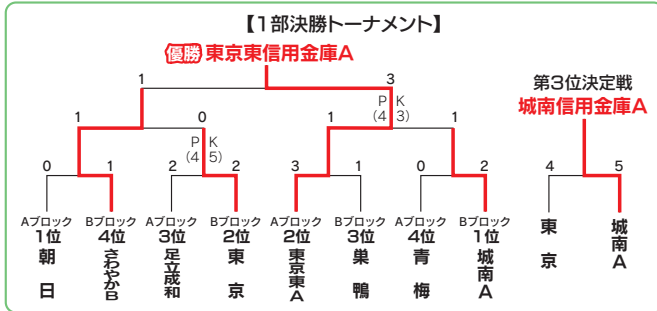 【1部決勝トーナメント】
優勝 東京東信用金庫A
1 3
P K
(4 3)
1 0 1 1
P K
(4 5)
0 1 2 2 3 1 0 2
Aブロック Bブロック Aブロック Bブロック Aブロック Bブロック Aブロック Bブロック
1位 4位 3位 2位 2位 3位 4位 1位
朝日 さわやかB 足立成和 東京 東京東A 巣鴨 青梅 城南A
第3位決定戦
城南信用金庫A
4 5
東京 城南A